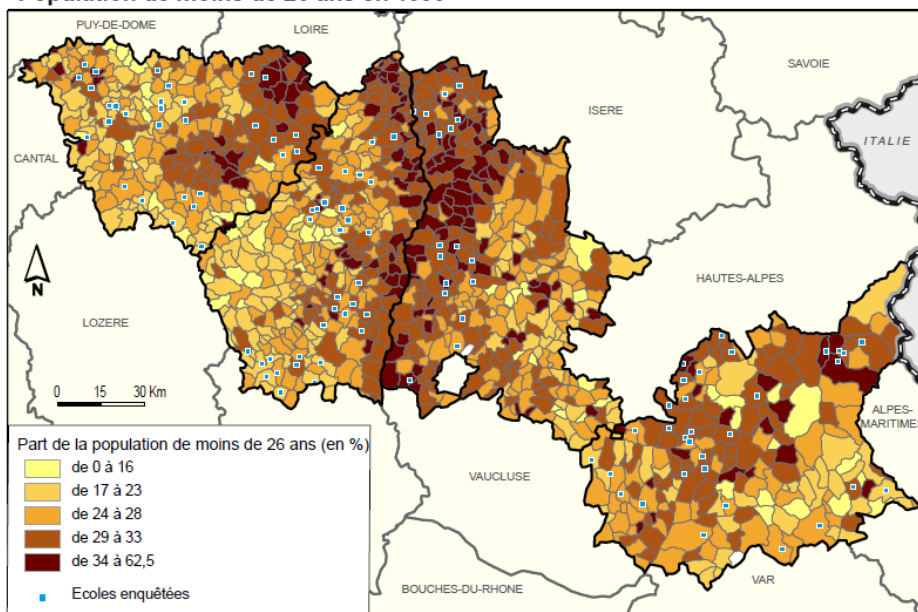 PUY-DE-DOME
LOIRE
SAVOIE
ISERE
ITALIE
CANTAL
HAUTES-ALPES
N
LOZERE
0 15 30 Km
ALPES-
MARITIMES
Part de la population de moins de 26 ans (en %)
de 0 à 16
VAUCLUSE
de 17 à 23
de 24 à 28
de 29 à 33
de 34 à 62,5
Ecoles enquêtées
BOUCHES-DU-RHONE
VAR